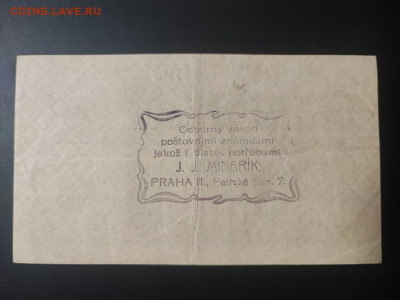 COINS.LAVE.RU
Odborný závod
poštovními známkami
jakož i filatel. potřebami
J. J. MINAŘÍK
PRAHA II., Petrské nám. 7.